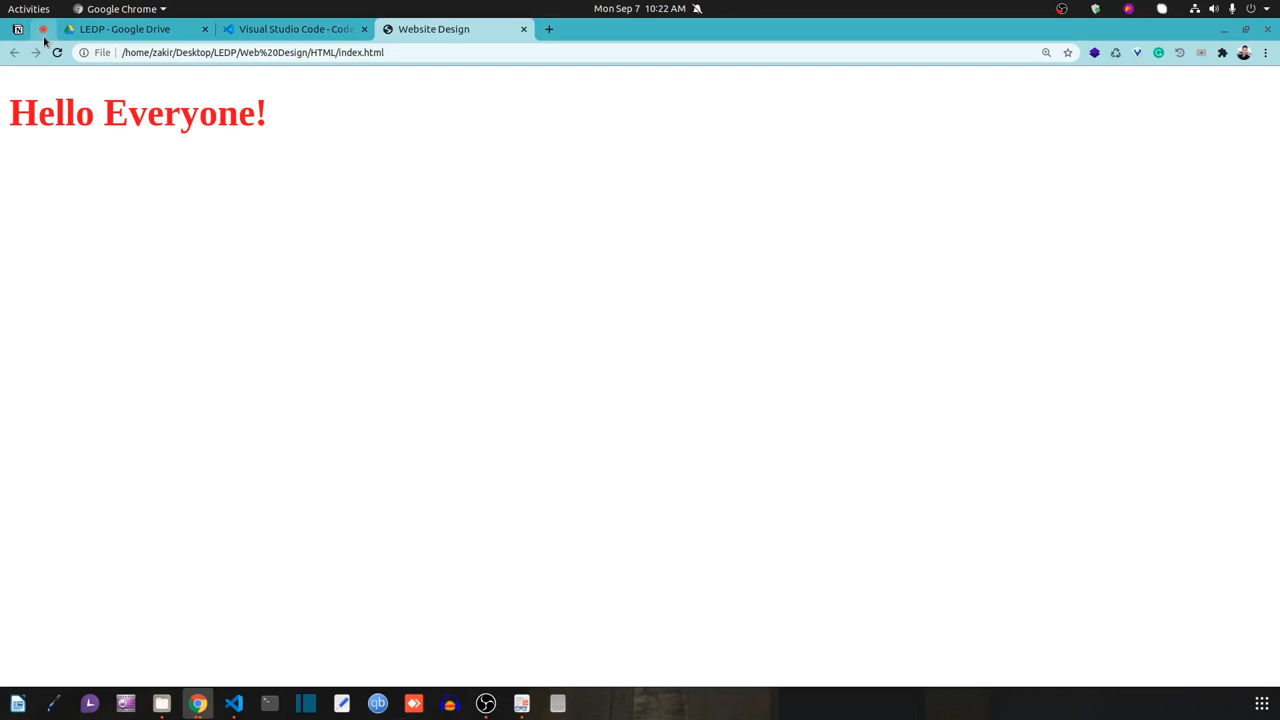 Activities
Google Chrome
Mon Sep 7 10:22 AM
LEDP - Google Drive
Visual Studio Code - Code
Website Design
File
/home/zakir/Desktop/LEDP/Web%20Design/HTML/index.html
Hello Everyone!
qb